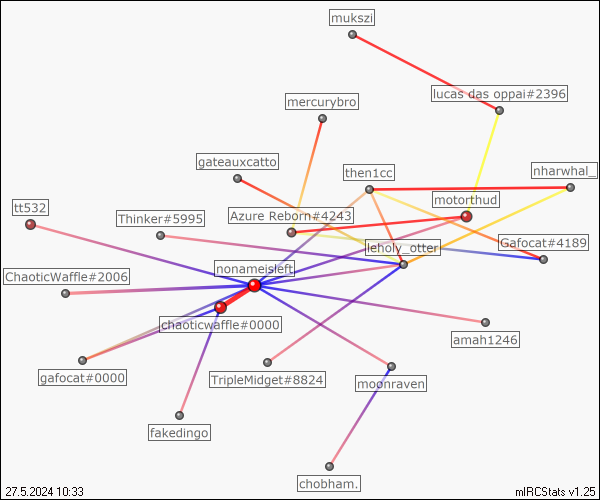 mukszi
lucas das oppai#2396
mercurybro
gateauxcatto
then1cc
nharwhal_
motorthud
tt532
Thinker#5995
Azure Reborn#4243
leholy_otter
Gafocat#4189
nonameisleft
ChaoticWaffle#2006
chaoticwaffle#0000
amah1246
gafocat#0000
TripleMidget#8824
moonraven
fakedingo
chobham.
27.5.2024 10:33
mIRCStats v1.25